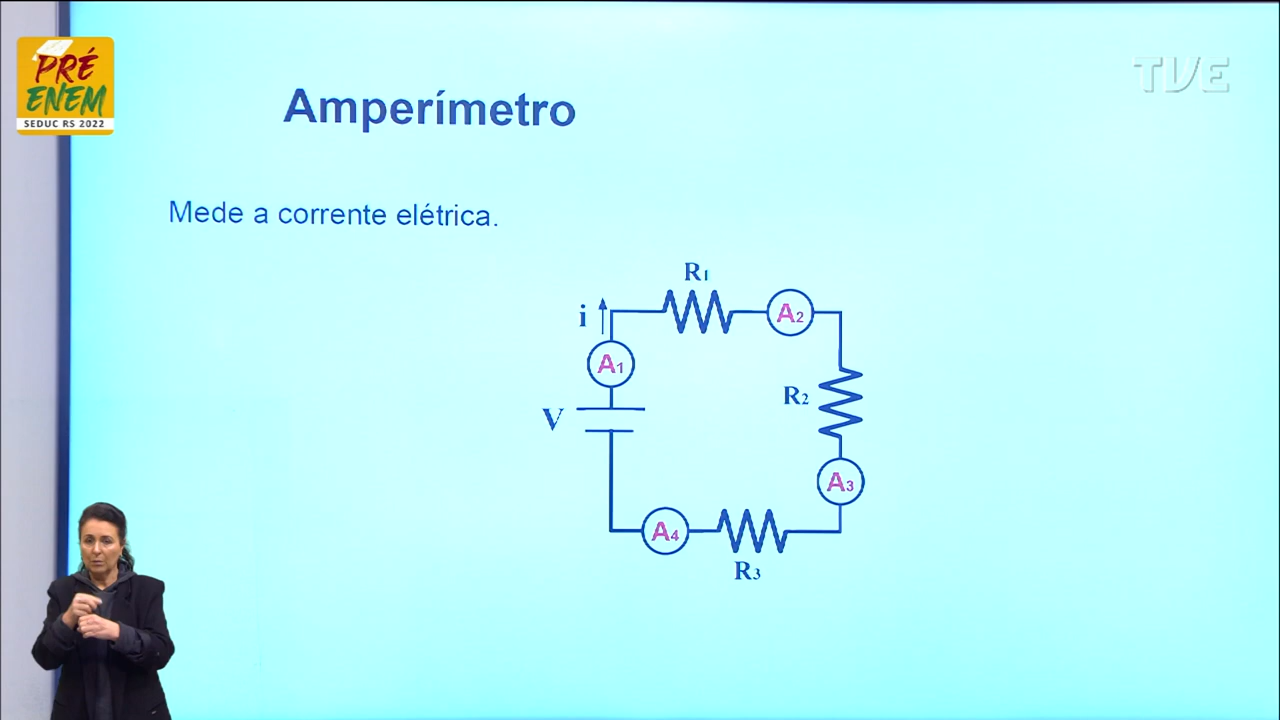 PRÉ
ENEM
SEDUC RS 2022
TVE
Amperímetro
Mede a corrente elétrica.
R1
i
A2
A1
R2
V
A3
A4
R3